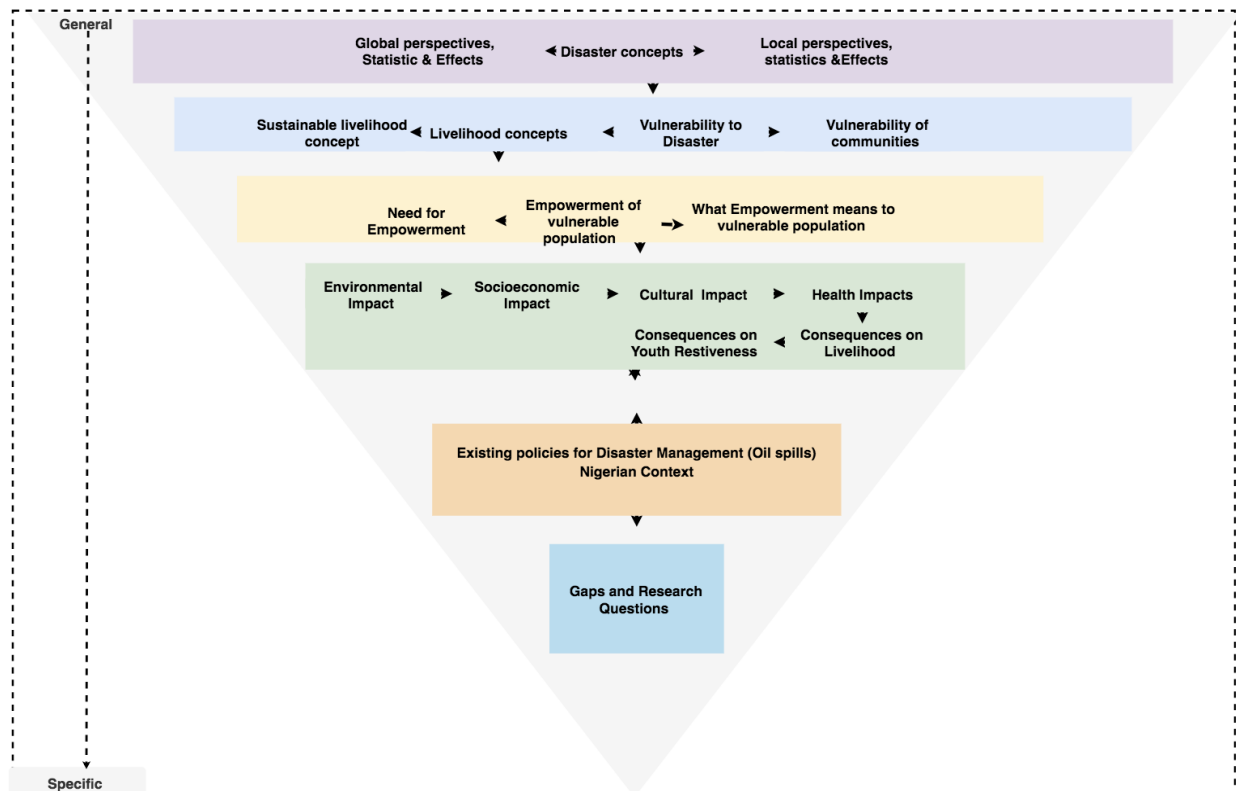 General
Global perspectives,
Statistic & Effects
Disaster concepts
Local perspectives,
statistics &Effects
Sustainable livelihood
concept
Livelihood concepts
Vulnerability to
Disaster
Vulnerability of
communities
Need for
Empowerment
Empowerment of
vulnerable
population
What Empowerment means to
vulnerable population
Environmental
Impact
Socioeconomic
Impact
Cultural Impact
Health Impacts
Consequences on
Youth Restiveness
Consequences on
Livelihood
Existing policies for Disaster Management (Oil spills)
Nigerian Context
Gaps and Research
Questions
Specific